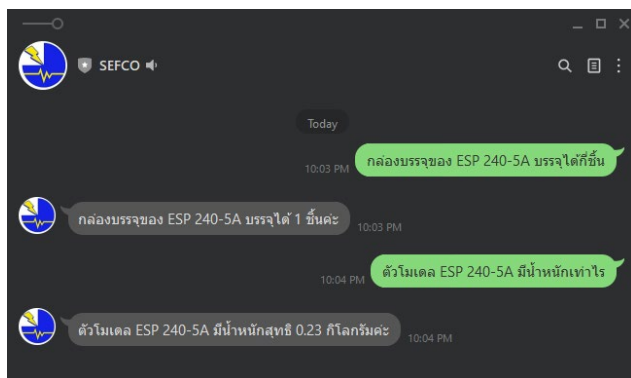 SEFCO
Today
กล่องบรรจุของ ESP 240-5A บรรจุได้กี่ชิ้น
10:03 PM
กล่องบรรจุของ ESP 240-5A บรรจุได้ 1 ชิ้นค่ะ
10:03 PM
ตัวโมเดล ESP 240-5A มีน้ำหนักเท่าไร
10:04 PM
ตัวโมเดล ESP 240-5A มีน้ำหนักสุทธิ 0.23 กิโลกรัมค่ะ
10:04 PM